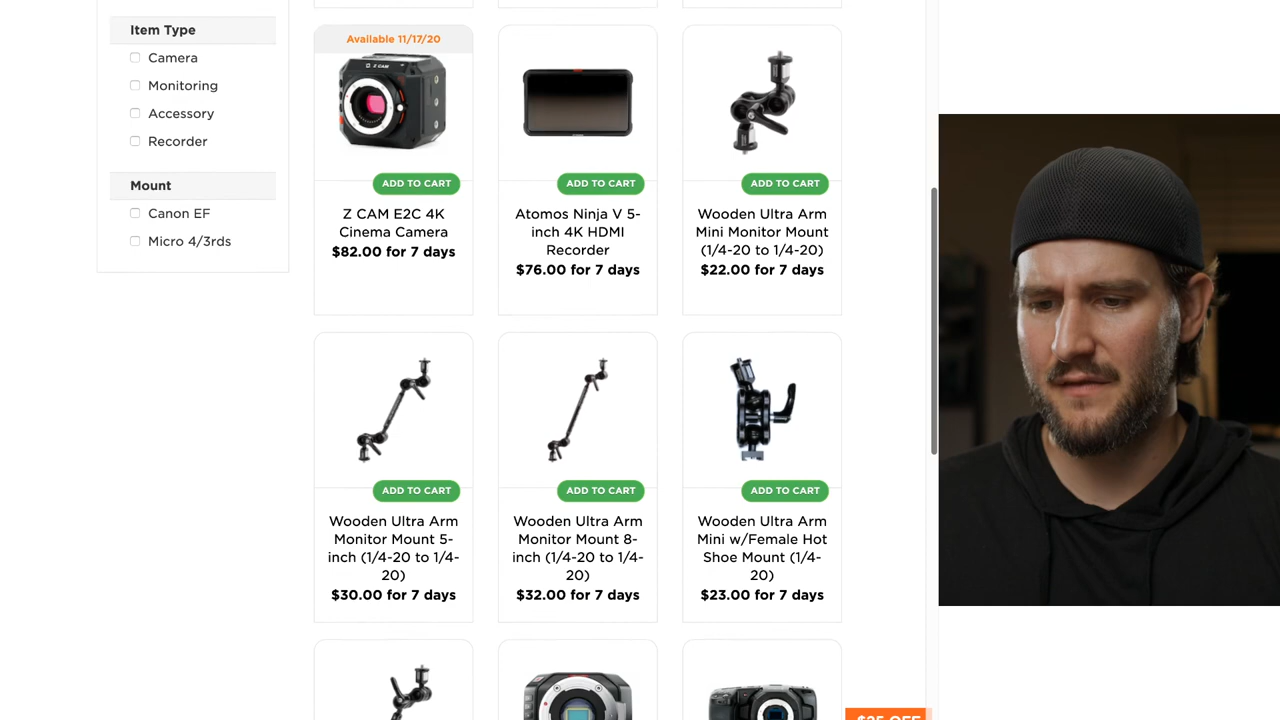 Item Type
Camera
Monitoring
Accessory
Recorder
Mount
Canon EF
Micro 4/3rds
Available 11/17/20
Z CAM
ADD TO CART
Z CAM E2C 4K
Cinema Camera
$82.00 for 7 days
ADD TO CART
Atomos Ninja V 5-
inch 4K HDMI
Recorder
$76.00 for 7 days
ADD TO CART
Wooden Ultra Arm
Mini Monitor Mount
(1/4-20 to 1/4-20)
$22.00 for 7 days
ADD TO CART
Wooden Ultra Arm
Monitor Mount 5-
inch (1/4-20 to 1/4-
20)
$30.00 for 7 days
ADD TO CART
Wooden Ultra Arm
Monitor Mount 8-
inch (1/4-20 to 1/4-
20)
$32.00 for 7 days
ADD TO CART
Wooden Ultra Arm
Mini w/Female Hot
Shoe Mount (1/4-
20)
$23.00 for 7 days
$25 OFF